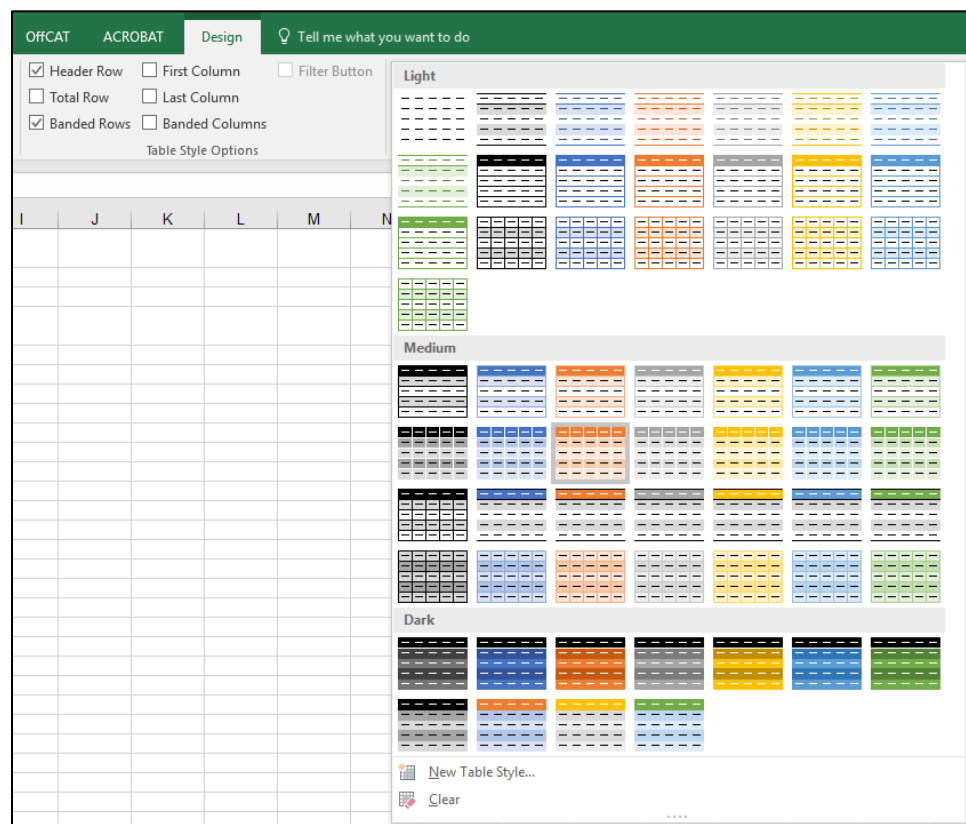 OffCAT ACROBAT Design Tell me what you want to do
Header Row First Column Filter Button
Total Row Last Column
Banded Rows Banded Columns
Table Style Options
I J K L M N
Light
Medium
Dark
New Table Style...
Clear